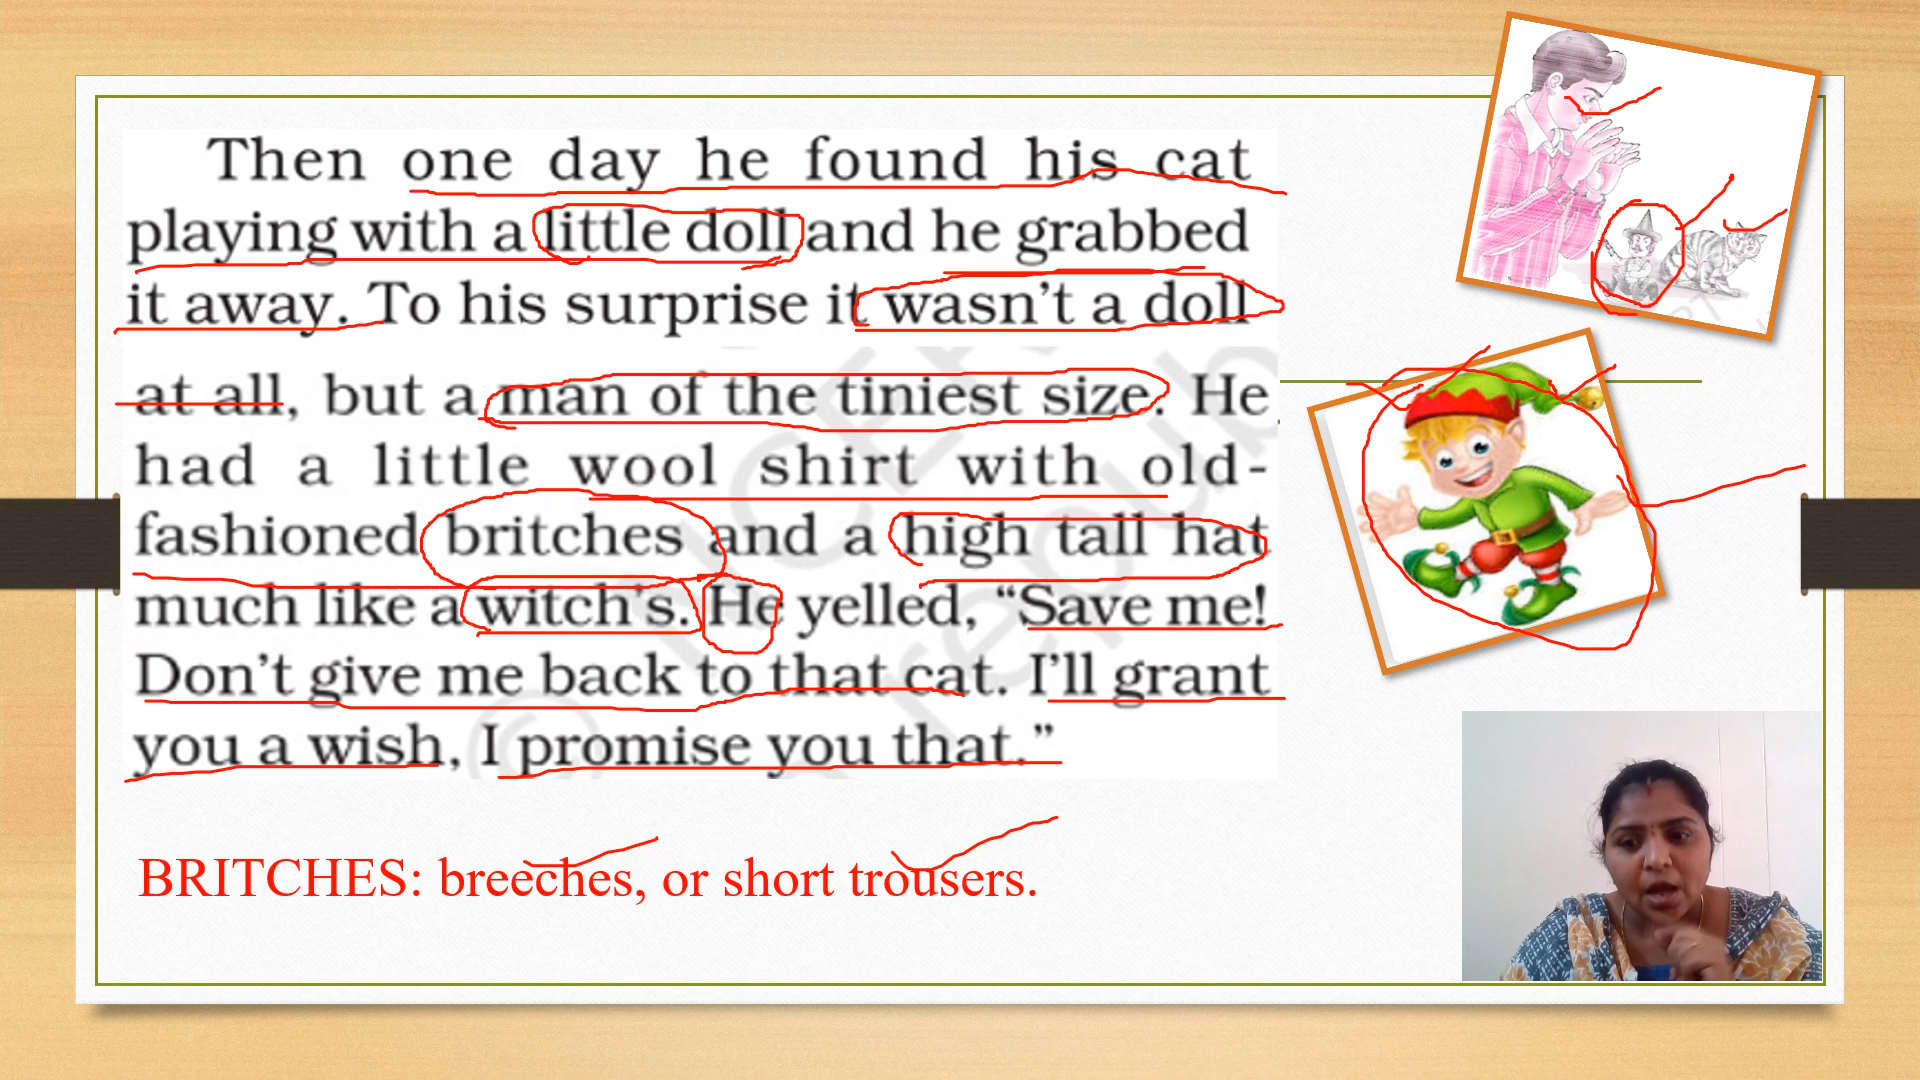 Then one day he found his cat
playing with a little doll and he grabbed
it away. To his surprise it wasn't a doll
at all, but a man of the tiniest size. He
had a little wool shirt with old-
fashioned britches and a high tall hat
much like a witch's. He yelled, “Save me!
Don't give me back to that cat. I'll grant
you a wish, I promise you that.”
BRITCHES: breeches, or short trousers.